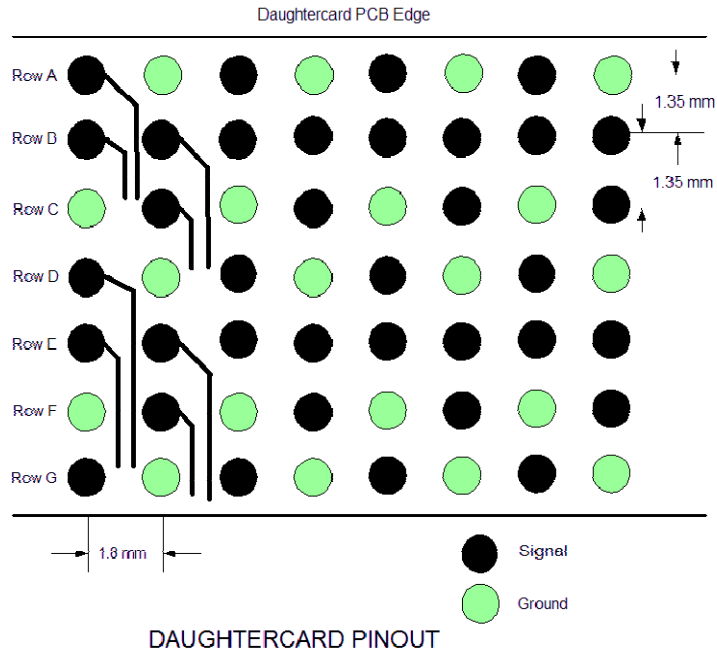 Daughtercard PCB Edge
Row A
1.35 mm
Row B
1.35 mm
Row C
Row D
Row E
Row F
Row G
1.8 mm
Signal
Ground
DAUGHTERCARD PINOUT